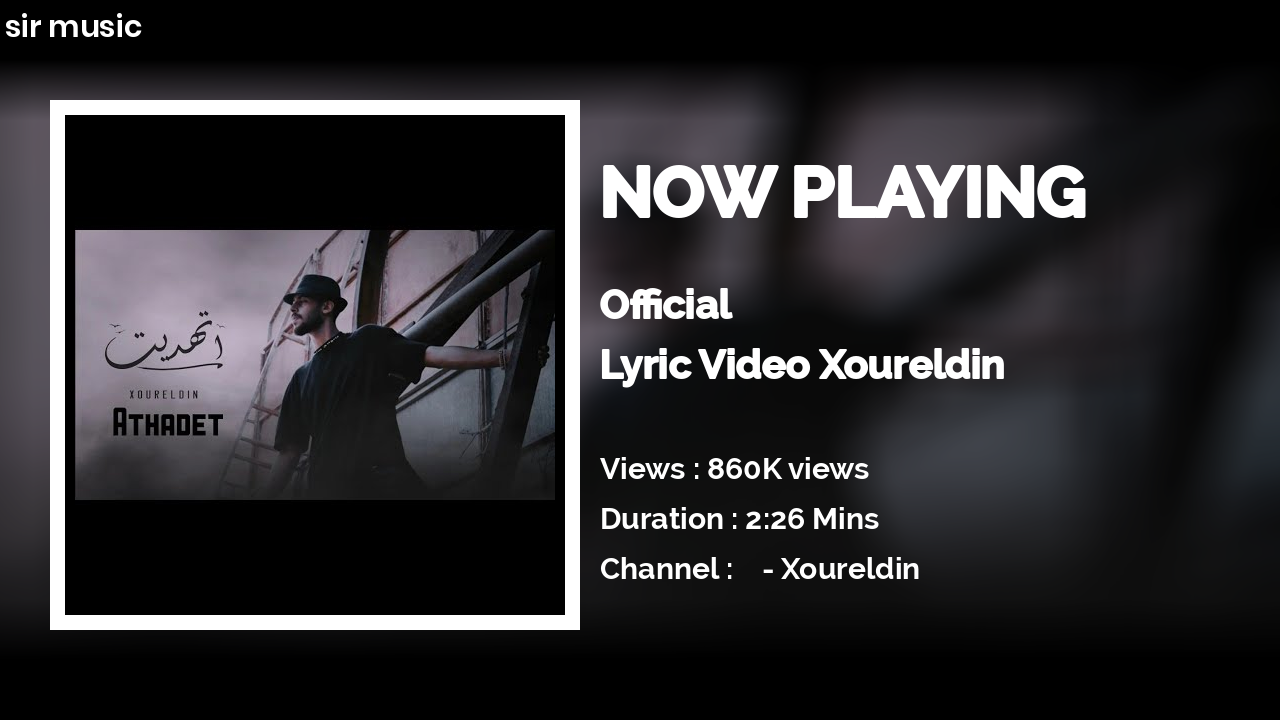 sir music
NOW PLAYING
Official
Lyric Video Xoureldin
اتهديت
XOURELDIN
ATHADET
Views : 860K views
Duration : 2:26 Mins
Channel : - Xoureldin